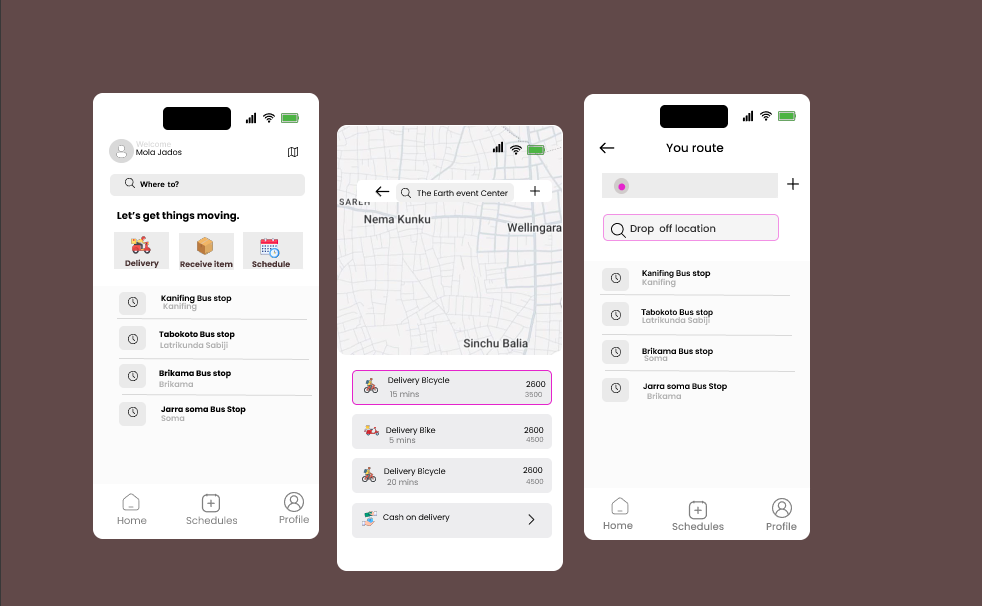 Welcome
Mola Jados
Where to?
Let's get things moving.
Delivery
Receive item
Schedule
Kanifing Bus stop
Kanifing
Tabokoto Bus stop
Latrikunda Sabiji
Brikama Bus stop
Brikama
Jarra soma Bus Stop
Soma
Home
Schedules
Profile
The Earth event Center
SAREH
Nema Kunku
Wellingara
Sinchu Balia
Delivery Bicycle
2600
15 mins
3500
Delivery Bike
2600
5 mins
4500
Delivery Bicycle
2600
20 mins
4500
Cash on delivery
You route
Drop off location
Kanifing Bus stop
Kanifing
Tabokoto Bus stop
Latrikunda Sabiji
Brikama Bus stop
Soma
Jarra soma Bus Stop
Brikama
Home
Schedules
Profile